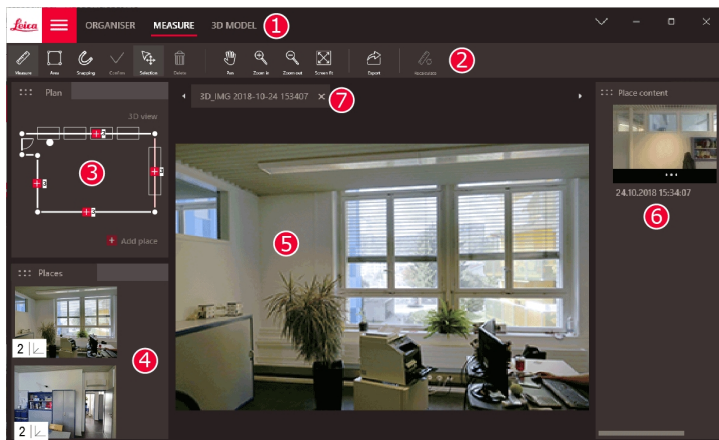 Leica
ORGANISER MEASURE 3D MODEL 1
Measure Area Snapping Confirm Selection Delete Pan Zoom in Zoom out Screen fit Export Recalculate 2
Plan
3D view
3
Add place
3D_IMG 2018-10-24 153407 × 7
5
Places
2
2
4
Place content
24.10.2018 15:34:07
6